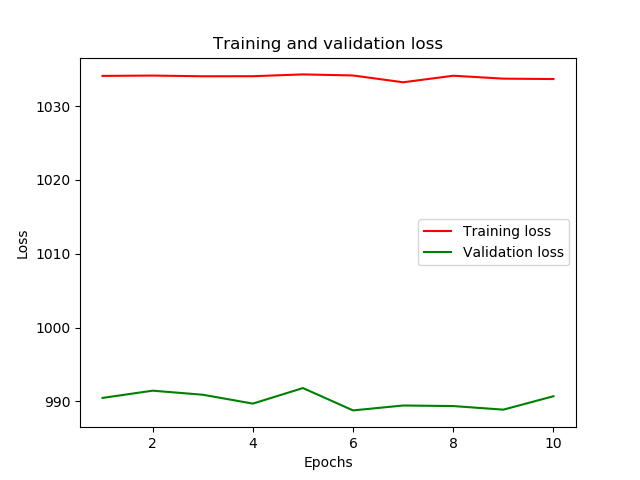 Training and validation loss
1030
1020
1010
1000
990
Loss
Training loss
Validation loss
2
4
6
8
10
Epochs